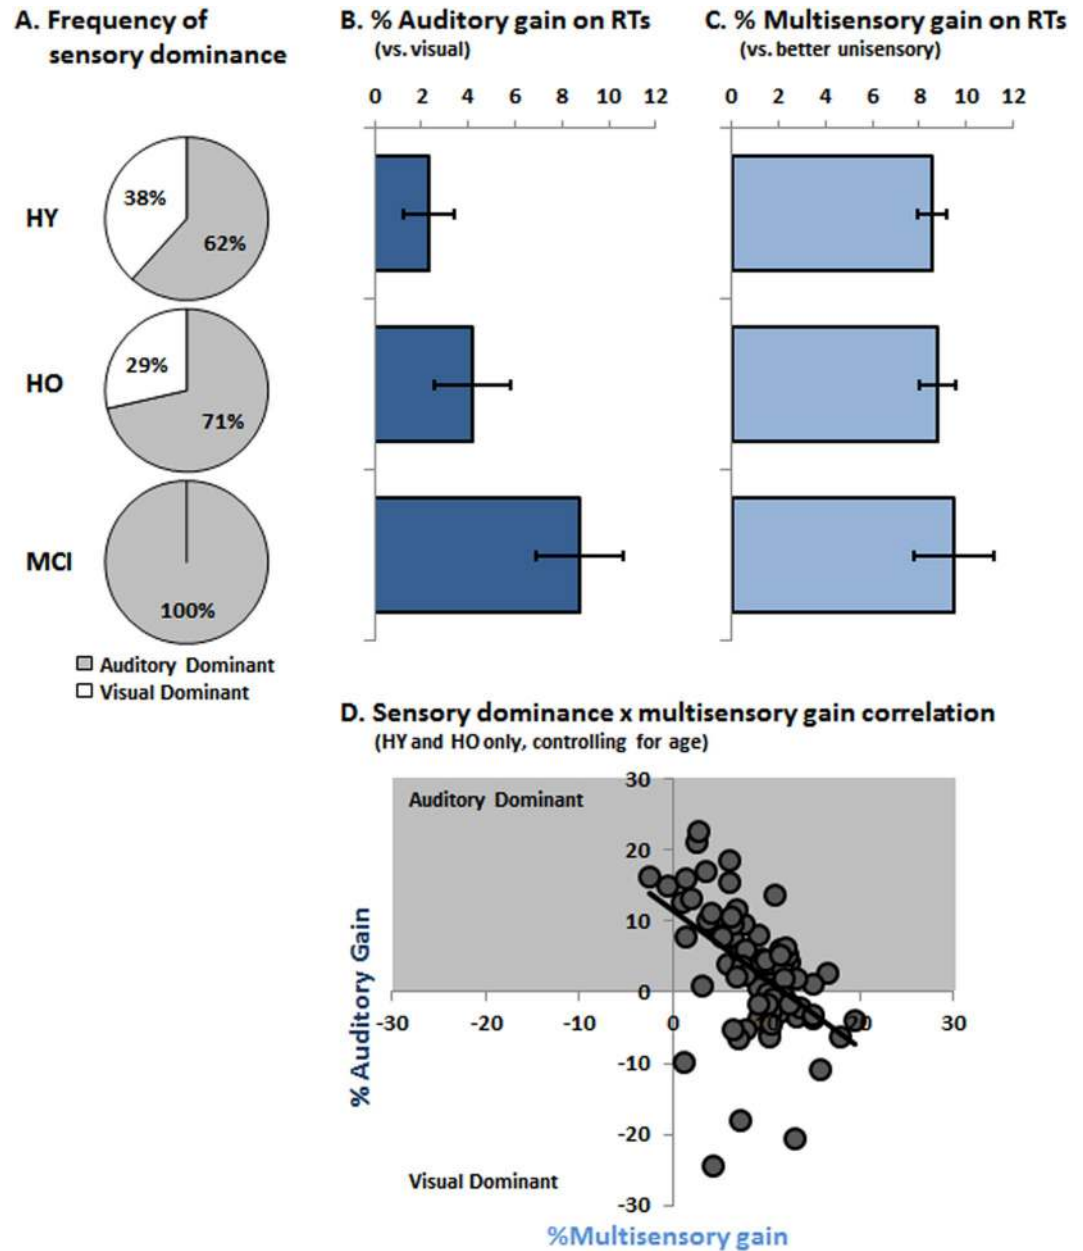 A. Frequency of
sensory dominance
HY
38%
62%
HO
29%
71%
MCI
100%
Auditory Dominant
Visual Dominant
B. % Auditory gain on RTs
(vs. visual)
0 2 4 6 8 10 12
C. % Multisensory gain on RTs
(vs. better unisensory)
0 2 4 6 8 10 12
D. Sensory dominance x multisensory gain correlation
(HY and HO only, controlling for age)
Auditory Dominant
30
20
10
0
-30 -20 -10 0 20 30
-10
-20
-30
Visual Dominant
% Auditory Gain
%Multisensory gain